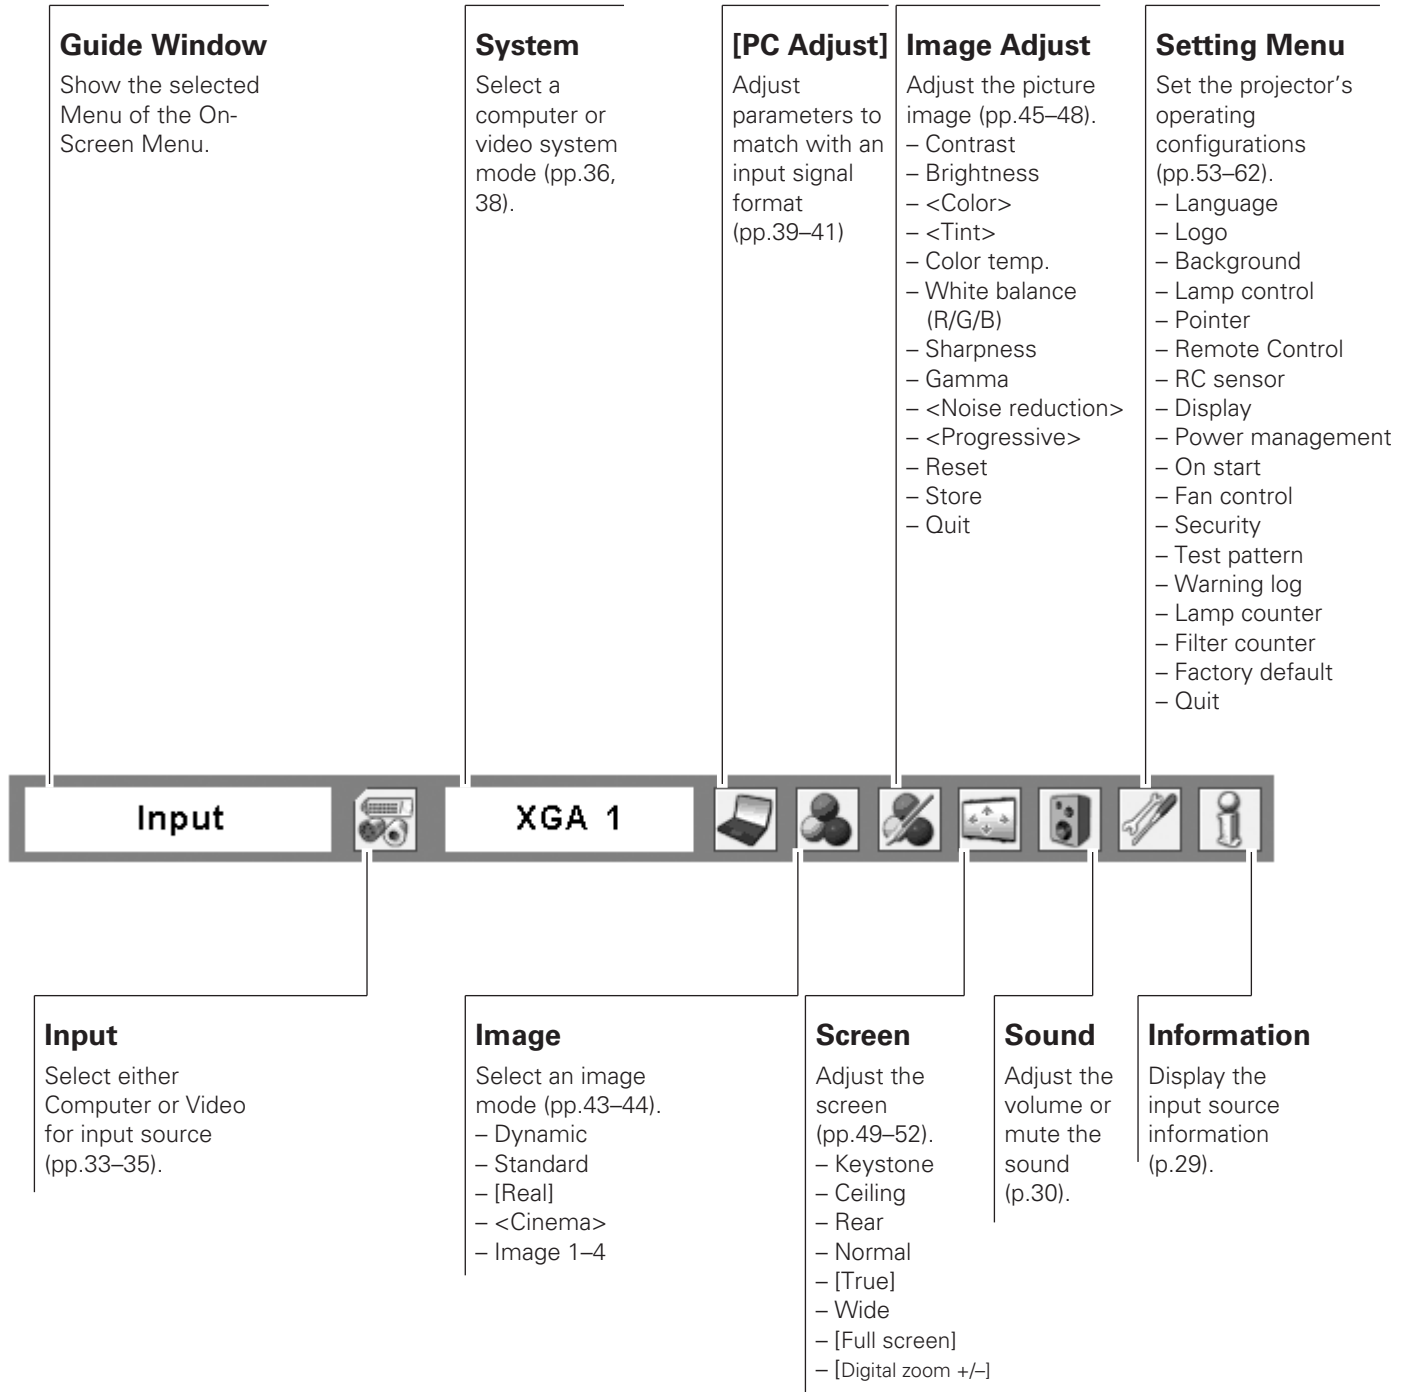 Guide Window
Show the selected
Menu of the On-
Screen Menu.
System
Select a
computer or
video system
mode (pp.36,
38).
[PC Adjust]
Adjust
parameters to
match with an
input signal
format
(pp.39–41)
Image Adjust
Adjust the picture
image (pp.45–48).
– Contrast
– Brightness
– <Color>
– <Tint>
– Color temp.
– White balance
(R/G/B)
– Sharpness
– Gamma
– <Noise reduction>
– <Progressive>
– Reset
– Store
– Quit
Setting Menu
Set the projector’s
operating
configurations
(pp.53–62).
– Language
– Logo
– Background
– Lamp control
– Pointer
– Remote Control
– RC sensor
– Display
– Power management
– On start
– Fan control
– Security
– Test pattern
– Warning log
– Lamp counter
– Filter counter
– Factory default
– Quit
Input
XGA 1
Input
Select either
Computer or Video
for input source
(pp.33–35).
Image
Select an image
mode (pp.43–44).
– Dynamic
– Standard
– [Real]
– <Cinema>
– Image 1–4
Screen
Adjust the
screen
(pp.49–52).
– Keystone
– Ceiling
– Rear
– Normal
– [True]
– Wide
– [Full screen]
– [Digital zoom +/–]
Sound
Adjust the
volume or
mute the
sound
(p.30).
Information
Display the
input source
information
(p.29).